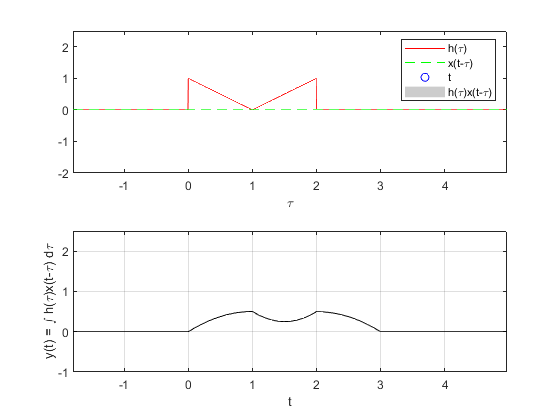 2
1
0
-1
-2
-1 0 1 2 3 4
τ
h(τ)
x(t-τ)
t
h(τ)x(t-τ)
y(t) = ∫ h(τ)x(t-τ) dτ
2
1
0
-1
-1 0 1 2 3 4
t